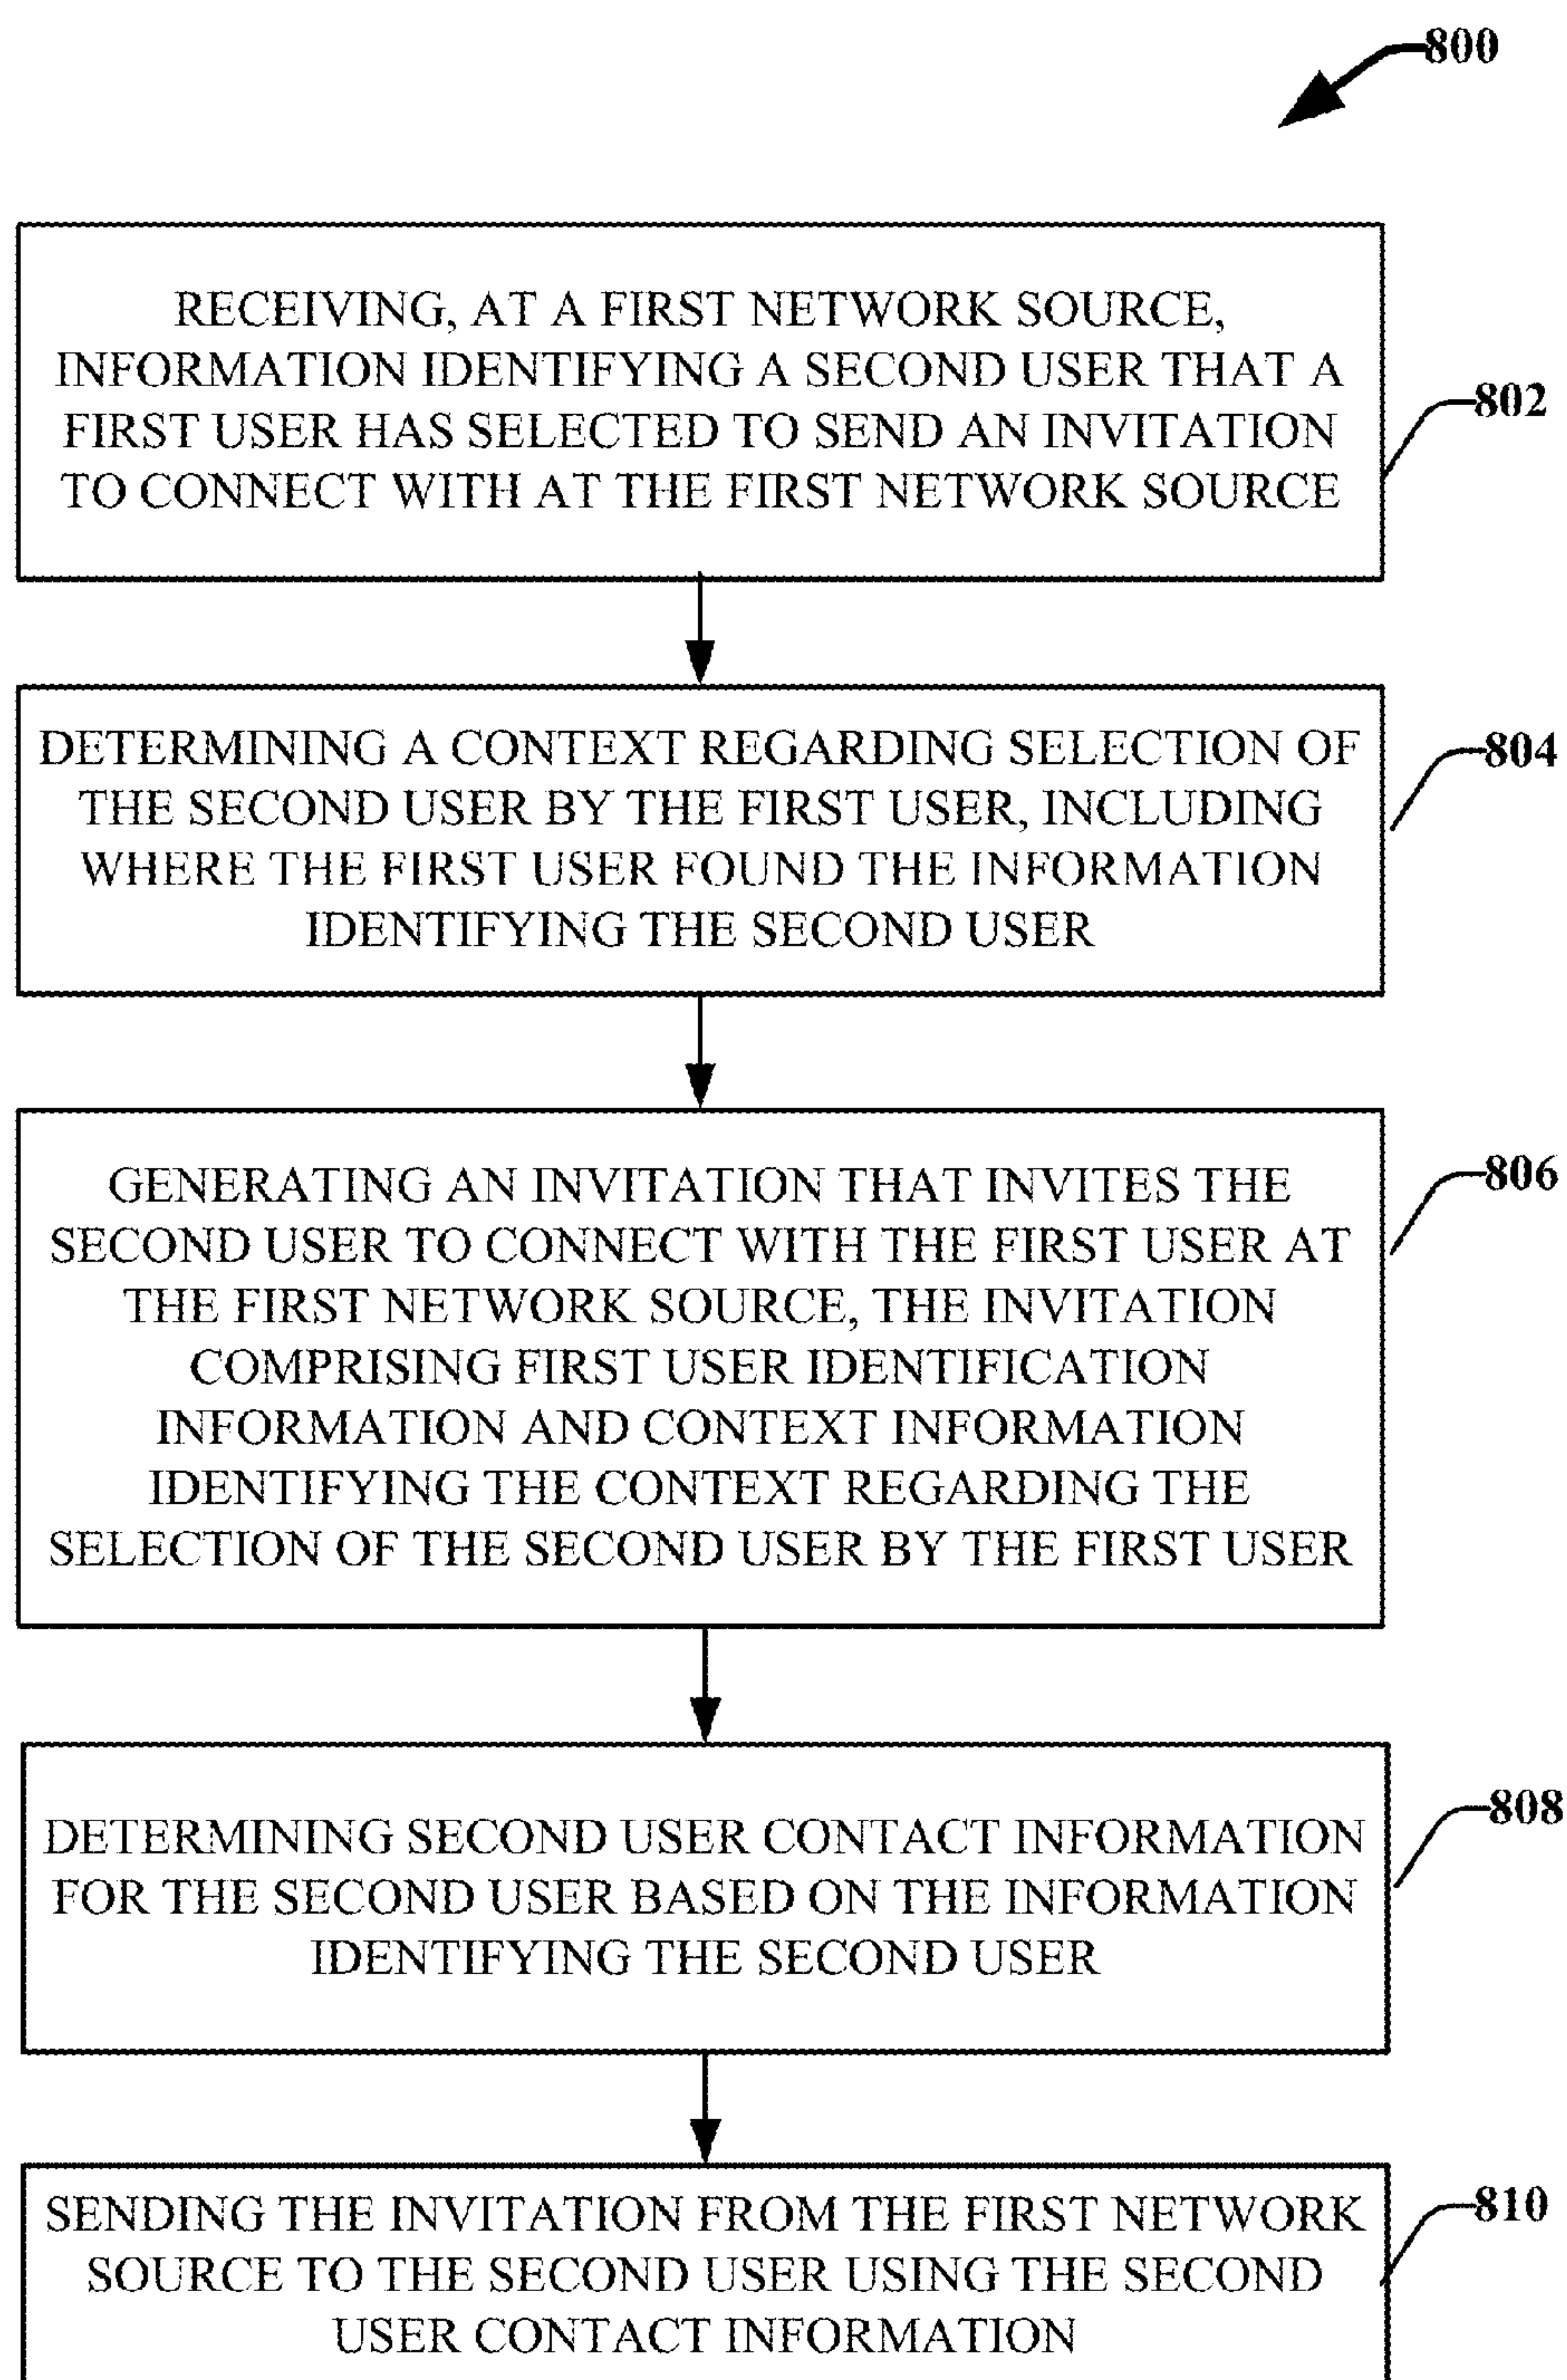 800
RECEIVING, AT A FIRST NETWORK SOURCE,
INFORMATION IDENTIFYING A SECOND USER THAT A
FIRST USER HAS SELECTED TO SEND AN INVITATION
TO CONNECT WITH AT THE FIRST NETWORK SOURCE
802
DETERMINING A CONTEXT REGARDING SELECTION OF
THE SECOND USER BY THE FIRST USER, INCLUDING
WHERE THE FIRST USER FOUND THE INFORMATION
IDENTIFYING THE SECOND USER
804
GENERATING AN INVITATION THAT INVITES THE
SECOND USER TO CONNECT WITH THE FIRST USER AT
THE FIRST NETWORK SOURCE, THE INVITATION
COMPRISING FIRST USER IDENTIFICATION
INFORMATION AND CONTEXT INFORMATION
IDENTIFYING THE CONTEXT REGARDING THE
SELECTION OF THE SECOND USER BY THE FIRST USER
806
DETERMINING SECOND USER CONTACT INFORMATION
FOR THE SECOND USER BASED ON THE INFORMATION
IDENTIFYING THE SECOND USER
808
SENDING THE INVITATION FROM THE FIRST NETWORK
SOURCE TO THE SECOND USER USING THE SECOND
USER CONTACT INFORMATION
810